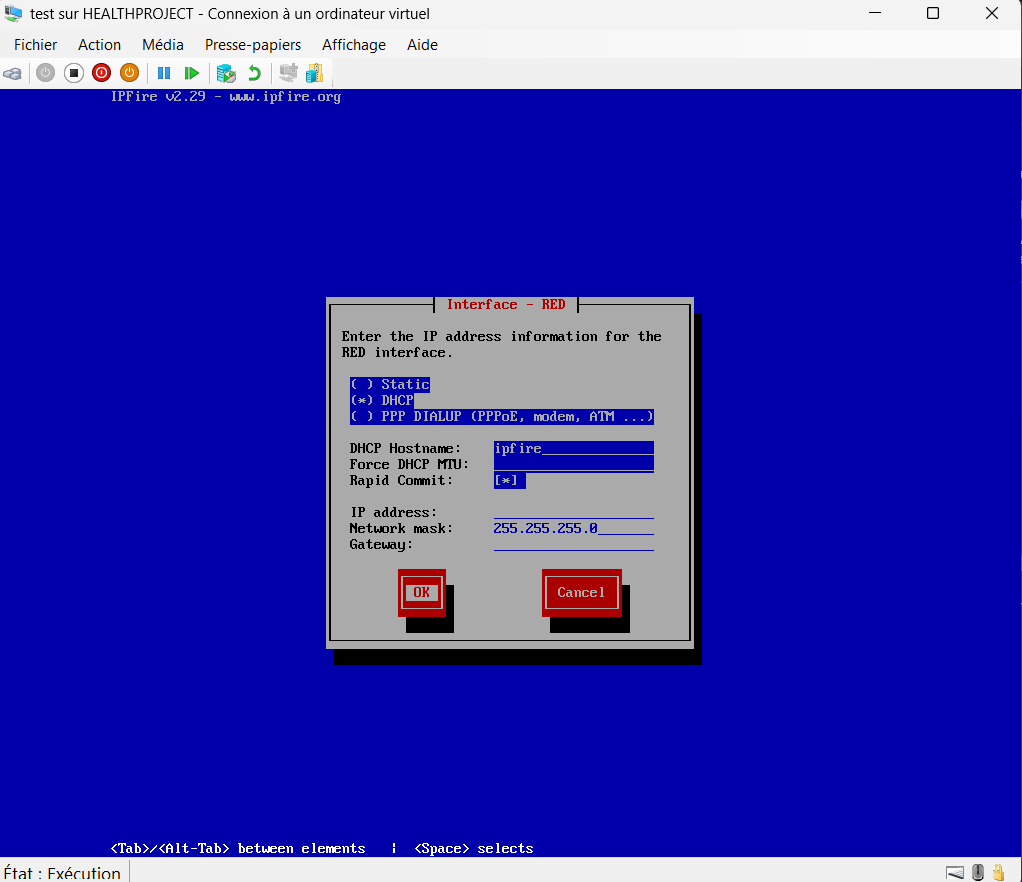 test sur HEALTHPROJECT - Connexion à un ordinateur virtuel
Fichier Action Média Presse-papiers Affichage Aide
IPFire v2.29 - www.ipfire.org
Interface - RED
Enter the IP address information for the
RED interface.
( ) Static
(*) DHCP
( ) PPP DIALUP (PPPoE, modem, ATM ...)
DHCP Hostname: ipfire
Force DHCP MTU:
Rapid Commit: [*]
IP address:
Network mask: 255.255.255.0
Gateway:
OK Cancel
<Tab>/<Alt-Tab> between elements | <Space> selects
État : Exécution